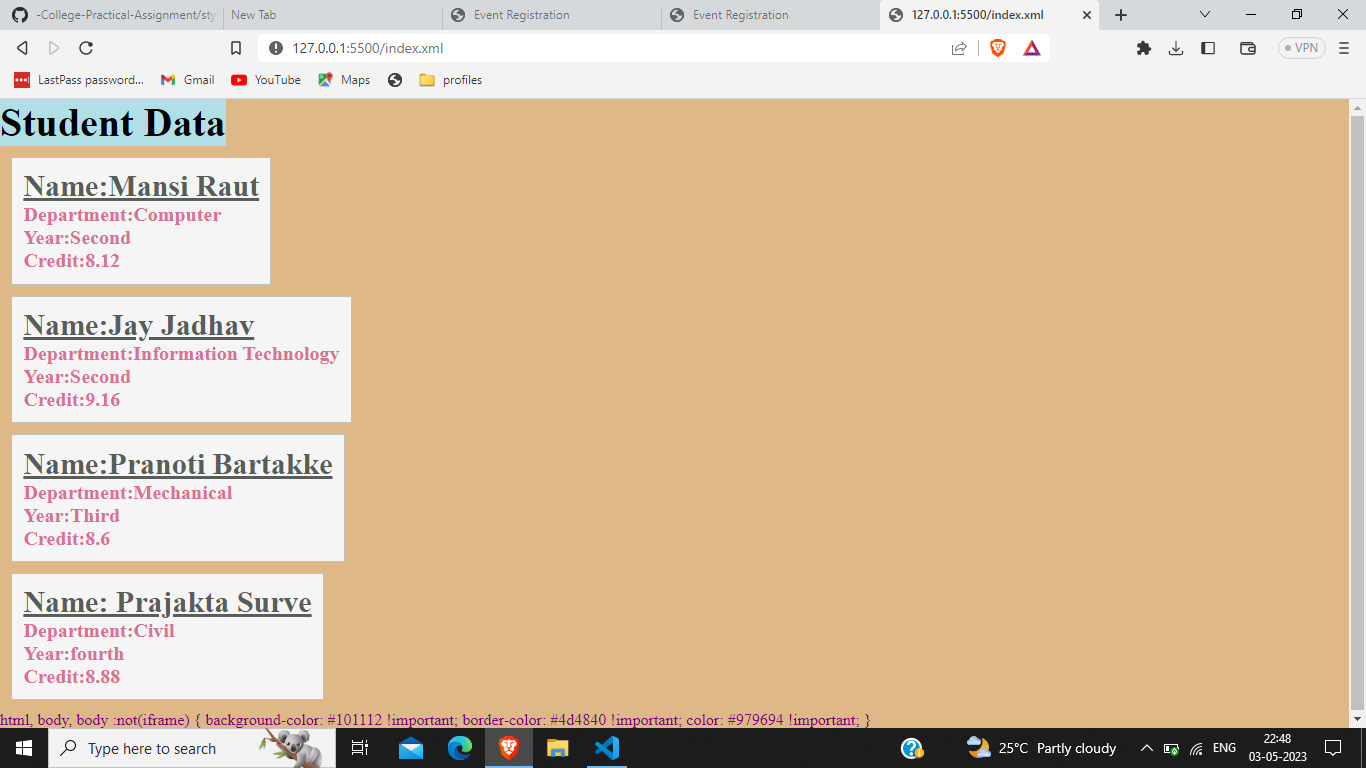 -College-Practical-Assignment/sty
New Tab
Event Registration
Event Registration
127.0.0.1:5500/index.xml
127.0.0.1:5500/index.xml
VPN
LastPass password...
Gmail
YouTube
Maps
profiles
Student Data
Name:Mansi Raut
Department:Computer
Year:Second
Credit:8.12
Name:Jay Jadhav
Department:Information Technology
Year:Second
Credit:9.16
Name:Pranoti Bartakke
Department:Mechanical
Year:Third
Credit:8.6
Name: Prajakta Surve
Department:Civil
Year:fourth
Credit:8.88
html, body, body :not(iframe) { background-color: #101112 !important; border-color: #4d4840 !important; color: #979694 !important; }
Type here to search
25°C Partly cloudy
ENG
22:48
03-05-2023